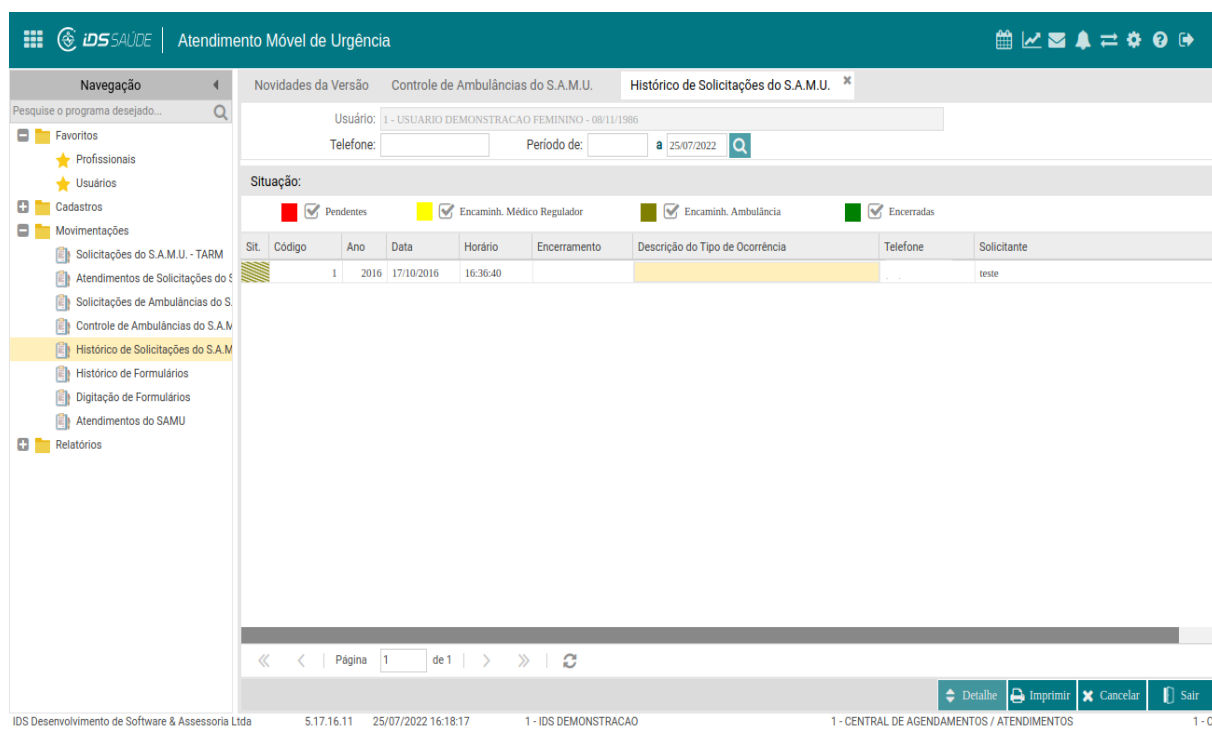 iDS SAÚDE Atendimento Móvel de Urgência
Navegação
Pesquise o programa desejado...
Favoritos
Profissionais
Usuários
Cadastros
Movimentações
Solicitações do S.A.M.U. - TARM
Atendimentos de Solicitações do S
Solicitações de Ambulâncias do S.
Controle de Ambulâncias do S.A.M
Histórico de Solicitações do S.A.M
Histórico de Formulários
Digitação de Formulários
Atendimentos do SAMU
Relatórios
Novidades da Versão Controle de Ambulâncias do S.A.M.U. Histórico de Solicitações do S.A.M.U.
Usuário: 1 - USUARIO DEMONSTRACAO FEMININO - 08/11/1986
Telefone: Período de: a 25/07/2022
Situação:
Pendentes Encaminh. Médico Regulador Encaminh. Ambulância Encerradas
Sit. Código Ano Data Horário Encerramento Descrição do Tipo de Ocorrência Telefone Solicitante
1 2016 17/10/2016 16:36:40 teste
Página 1 de 1
Detalhe Imprimir Cancelar Sair
IDS Desenvolvimento de Software & Assessoria Ltda 5.17.16.11 25/07/2022 16:18:17 1 - IDS DEMONSTRACAO 1 - CENTRAL DE AGENDAMENTOS / ATENDIMENTOS 1 - C